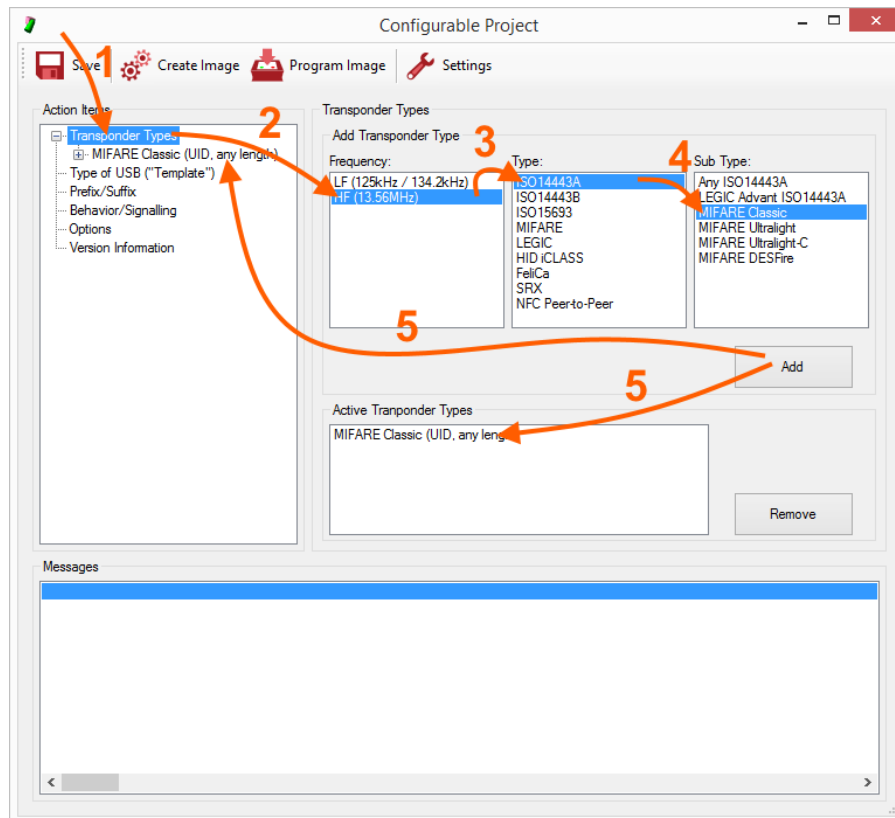 Configurable Project
Save
Create Image
Program Image
Settings
1
Action Items
Transponder Types
MIFARE Classic (UID, any length)
Type of USB ("Template")
Prefix/Suffix
Behavior/Signalling
Options
Version Information
2
Transponder Types
Add Transponder Type
Frequency:
LF (125kHz / 134.2kHz)
HF (13.56MHz)
3
Type:
ISO14443A
ISO14443B
ISO15693
MIFARE
LEGIC
HID iCLASS
FeliCa
SRX
NFC Peer-to-Peer
4
Sub Type:
Any ISO14443A
LEGIC Advant ISO14443A
MIFARE Classic
MIFARE Ultralight
MIFARE Ultralight-C
MIFARE DESFire
5
Add
5
Active Tranponder Types
MIFARE Classic (UID, any leng
Remove
Messages